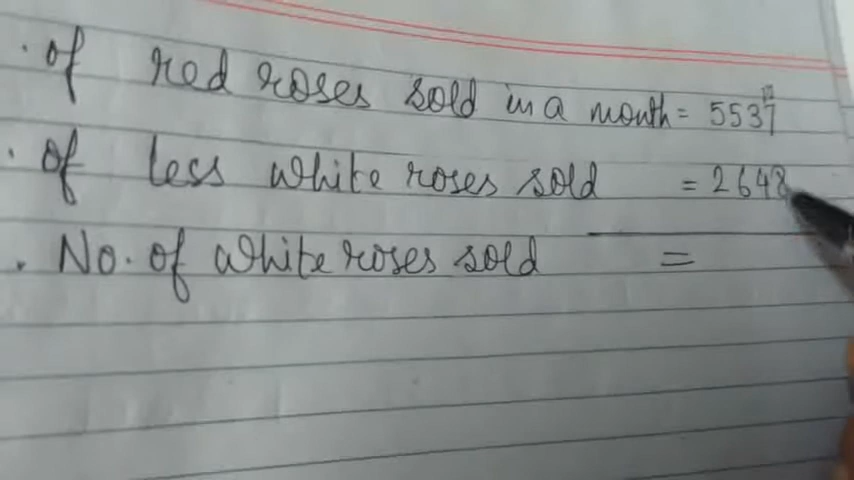 . of red roses sold in a month = 5537
. of less white roses sold = 2648
. No. of white roses sold =